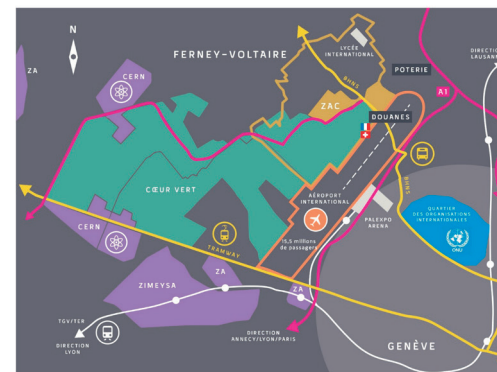 N
ZA
CERN
FERNEY-VOLTAIRE
LYCÉE
INTERNATIONAL
DIRECTION
LAUSANNE
BHNS
POTERIE
A1
ZAC
DOUANES
CŒUR VERT
AÉROPORT
INTERNATIONAL
15,5 millions
de passagers
BHNS
PALEXPO
ARENA
QUARTIER
DES ORGANISATIONS
INTERNATIONALES
ONU
CERN
TRAMWAY
ZA
ZIMEYSA
ZA
TGV/TER
DIRECTION
LYON
DIRECTION
ANNECY/LYON/PARIS
GENÈVE